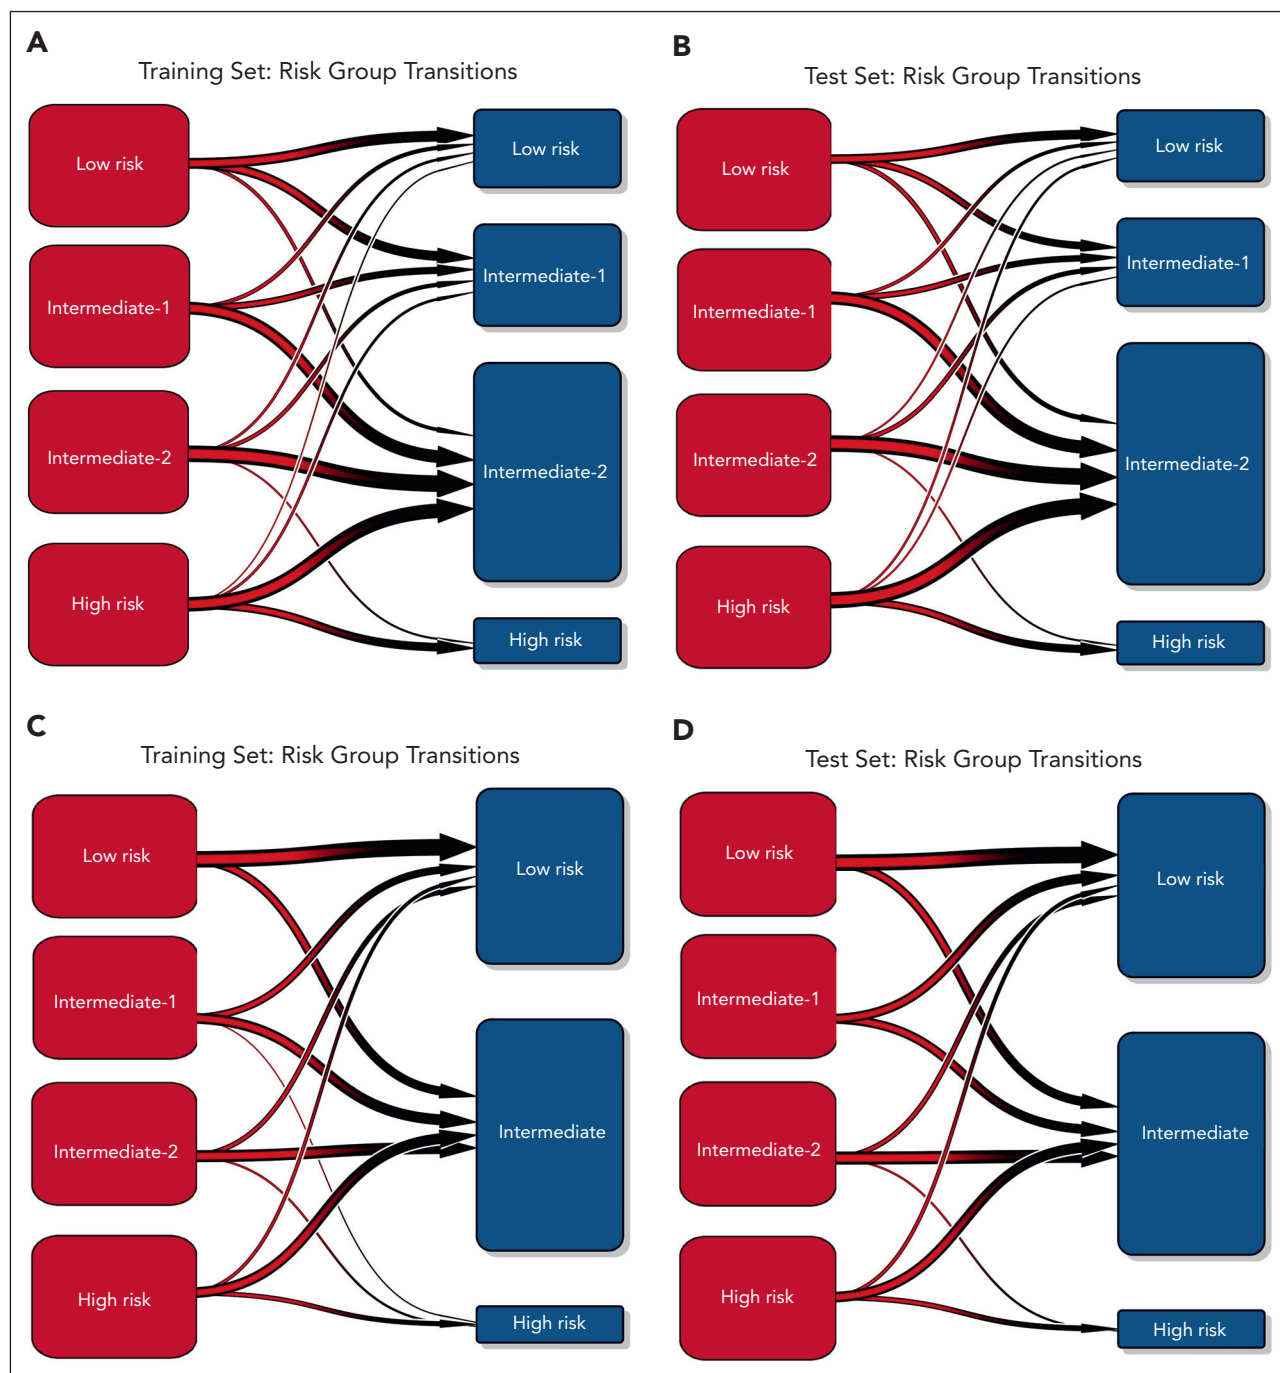 A
Training Set: Risk Group Transitions
Low risk
Intermediate-1
Intermediate-2
High risk
Low risk
Intermediate-1
Intermediate-2
High risk
B
Test Set: Risk Group Transitions
Low risk
Intermediate-1
Intermediate-2
High risk
Low risk
Intermediate-1
Intermediate-2
High risk
C
Training Set: Risk Group Transitions
Low risk
Intermediate-1
Intermediate-2
High risk
Low risk
Intermediate
High risk
D
Test Set: Risk Group Transitions
Low risk
Intermediate-1
Intermediate-2
High risk
Low risk
Intermediate
High risk